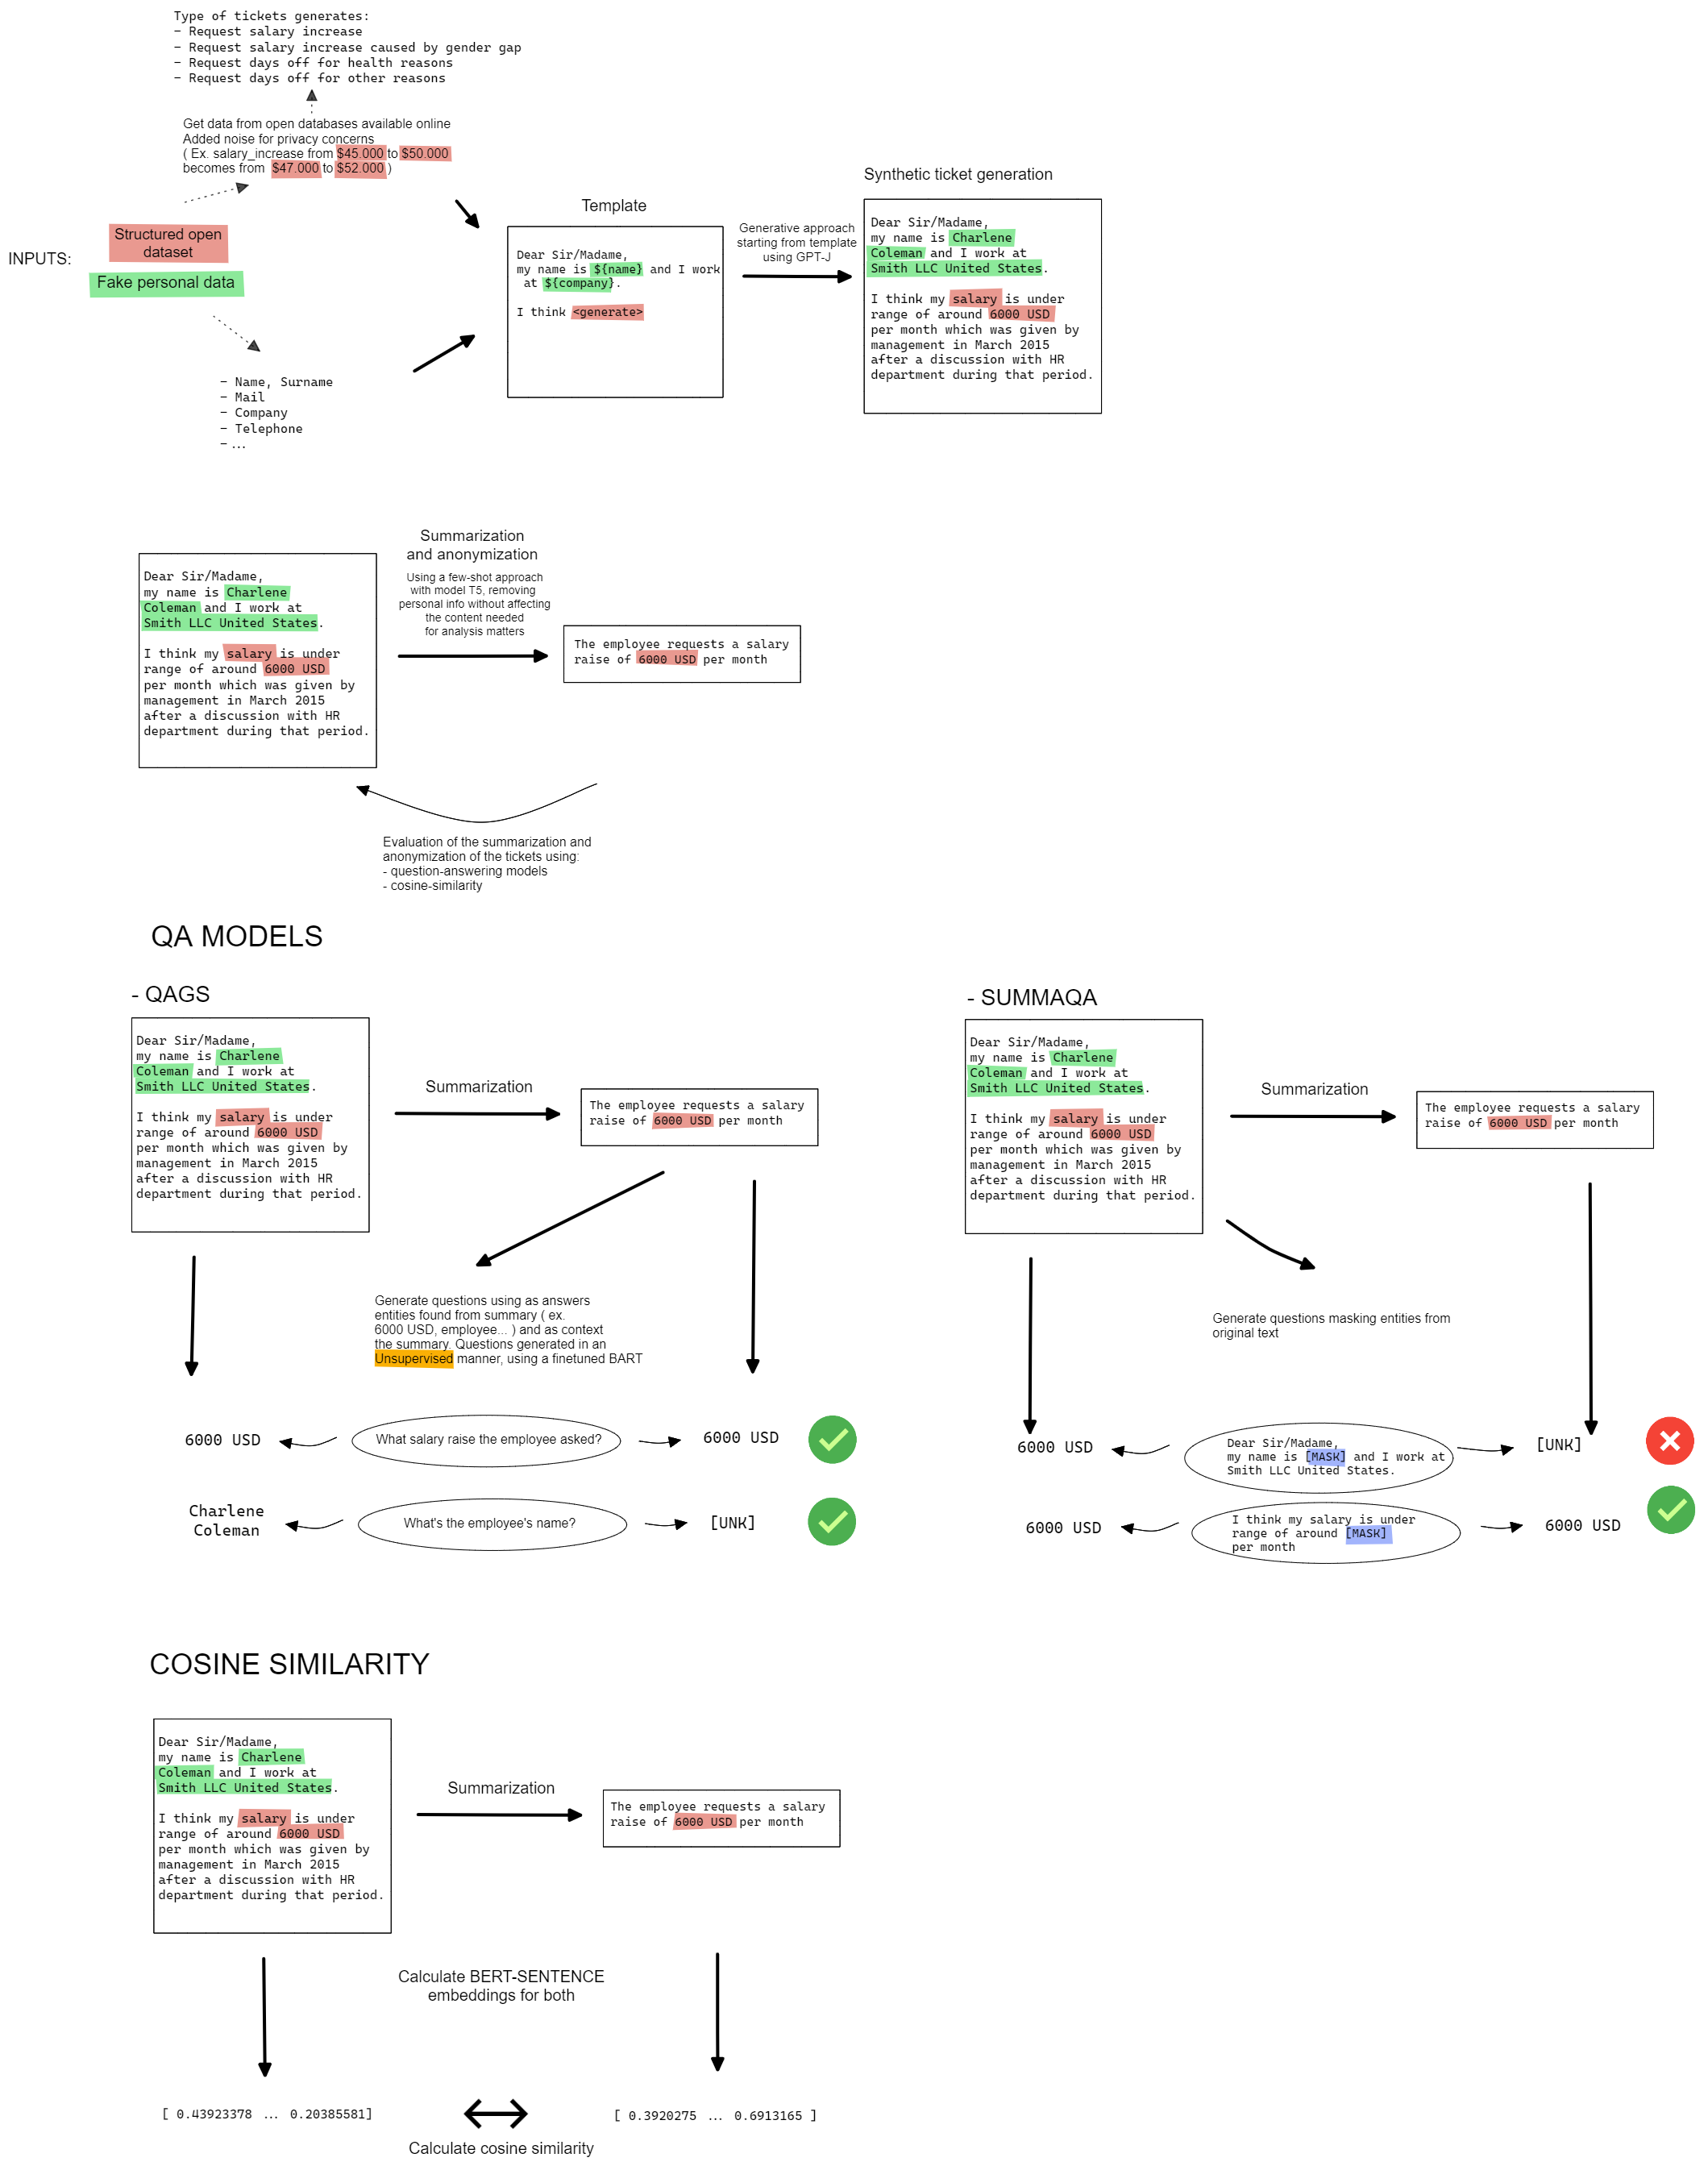 Type of tickets generates:
- Request salary increase
- Request salary increase caused by gender gap
- Request days off for health reasons
- Request days off for other reasons
Get data from open databases available online
Added noise for privacy concerns
( Ex. salary_increase from $45.000 to $50.000
becomes from $47.000 to $52.000 )
INPUTS:
Structured open
dataset
Fake personal data
- Name, Surname
- Mail
- Company
- Telephone
- ...
Template
Dear Sir/Madame,
my name is ${name} and I work
at ${company}.
I think <generate>
Generative approach
starting from template
using GPT-J
Synthetic ticket generation
Dear Sir/Madame,
my name is Charlene
Coleman and I work at
Smith LLC United States.
I think my salary is under
range of around 6000 USD
per month which was given by
management in March 2015
after a discussion with HR
department during that period.
Dear Sir/Madame,
my name is Charlene
Coleman and I work at
Smith LLC United States.
I think my salary is under
range of around 6000 USD
per month which was given by
management in March 2015
after a discussion with HR
department during that period.
Summarization
and anonymization
Using a few-shot approach
with model T5, removing
personal info without affecting
the content needed
for analysis matters
The employee requests a salary
raise of 6000 USD per month
Evaluation of the summarization and
anonymization of the tickets using:
- question-answering models
- cosine-similarity
QA MODELS
- QAGS
Dear Sir/Madame,
my name is Charlene
Coleman and I work at
Smith LLC United States.
I think my salary is under
range of around 6000 USD
per month which was given by
management in March 2015
after a discussion with HR
department during that period.
Summarization
The employee requests a salary
raise of 6000 USD per month
Generate questions using as answers
entities found from summary ( ex.
6000 USD, employee... ) and as context
the summary. Questions generated in an
Unsupervised manner, using a finetuned BART
6000 USD
What salary raise the employee asked?
6000 USD
Charlene
Coleman
What's the employee's name?
[UNK]
- SUMMAQA
Dear Sir/Madame,
my name is Charlene
Coleman and I work at
Smith LLC United States.
I think my salary is under
range of around 6000 USD
per month which was given by
management in March 2015
after a discussion with HR
department during that period.
Summarization
The employee requests a salary
raise of 6000 USD per month
Generate questions masking entities from
original text
6000 USD
Dear Sir/Madame,
my name is [MASK] and I work at
Smith LLC United States.
[UNK]
6000 USD
I think my salary is under
range of around [MASK]
per month
6000 USD
COSINE SIMILARITY
Dear Sir/Madame,
my name is Charlene
Coleman and I work at
Smith LLC United States.
I think my salary is under
range of around 6000 USD
per month which was given by
management in March 2015
after a discussion with HR
department during that period.
Summarization
The employee requests a salary
raise of 6000 USD per month
Calculate BERT-SENTENCE
embeddings for both
[ 0.43923378 ... 0.20385581]
[ 0.3920275 ... 0.6913165 ]
Calculate cosine similarity